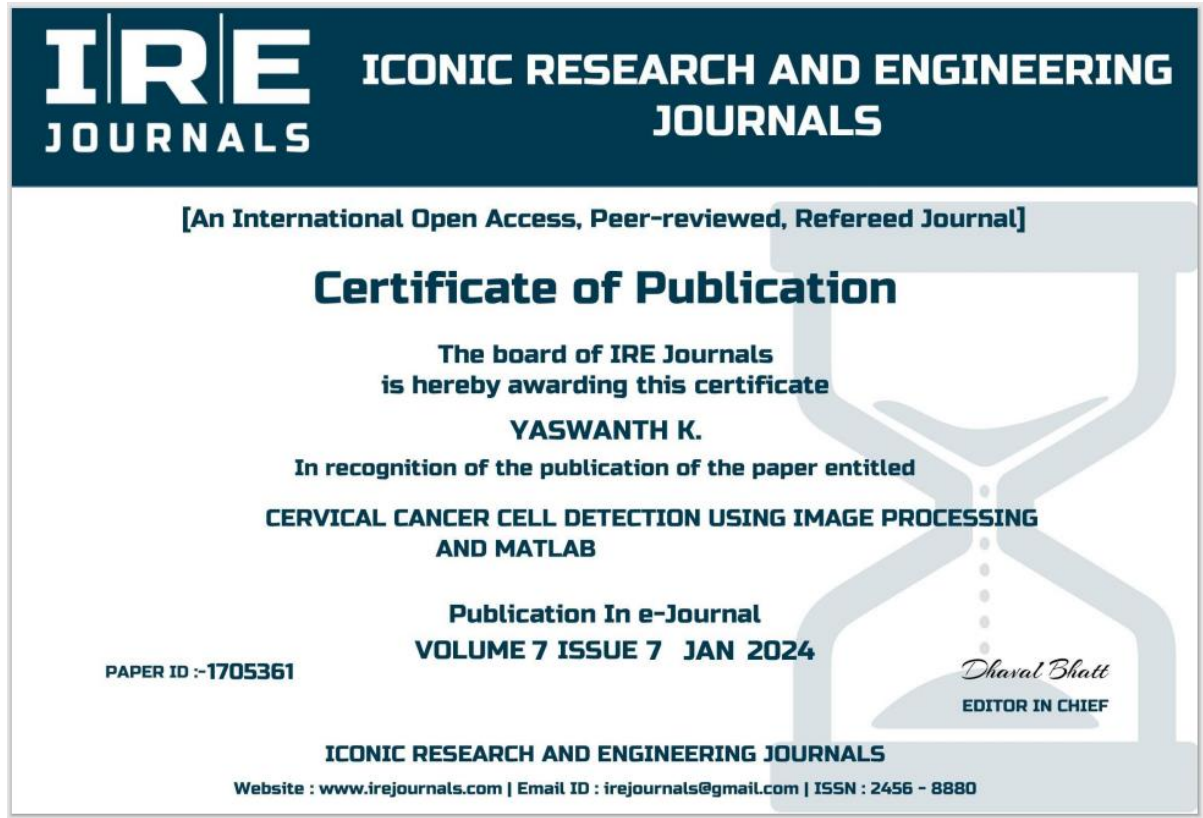 IRE
JOURNALS
ICONIC RESEARCH AND ENGINEERING
JOURNALS
[An International Open Access, Peer-reviewed, Refereed Journal]
Certificate of Publication
The board of IRE Journals
is hereby awarding this certificate
YASWANTH K.
In recognition of the publication of the paper entitled
CERVICAL CANCER CELL DETECTION USING IMAGE PROCESSING
AND MATLAB
Publication In e-Journal
VOLUME 7 ISSUE 7 JAN 2024
PAPER ID :-1705361
Dhaval Bhatt
EDITOR IN CHIEF
ICONIC RESEARCH AND ENGINEERING JOURNALS
Website : www.irejournals.com | Email ID : irejournals@gmail.com | ISSN : 2456 - 8880